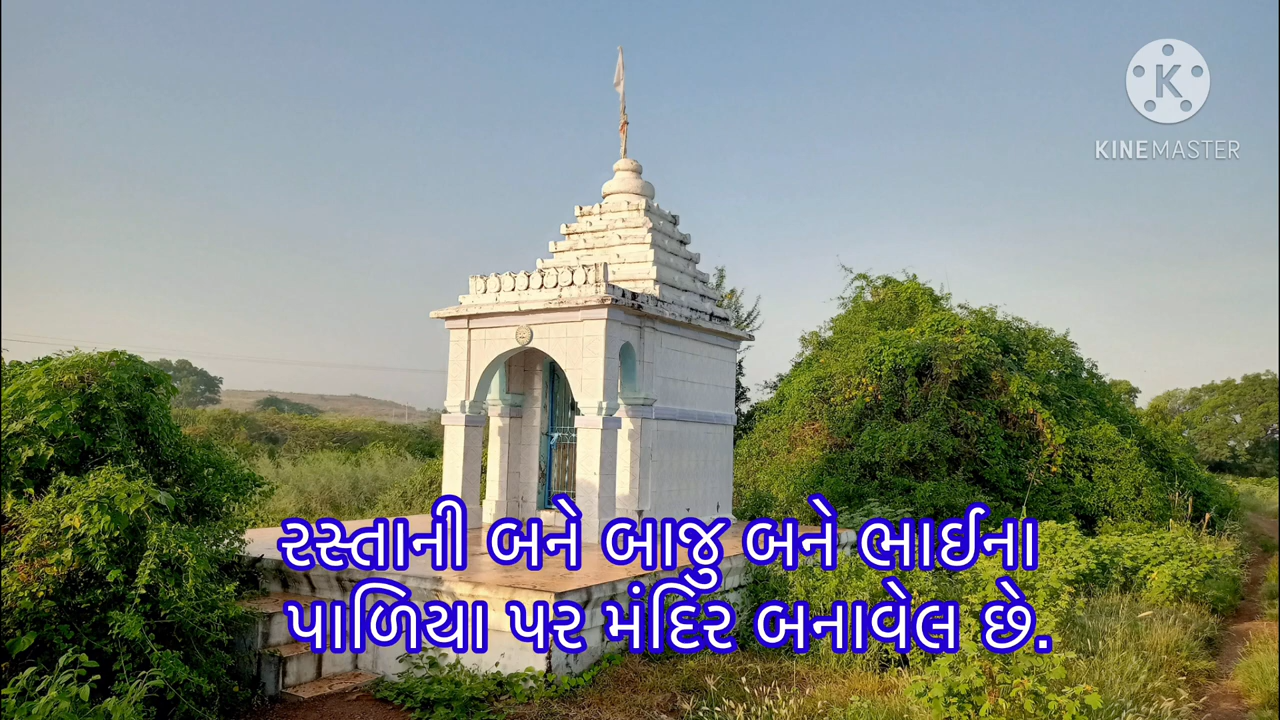 KINEMASTER
રસ્તાની બને બાજુ બને ભાઈના
પાળિયા પર મંદિર બનાવેલ છે.